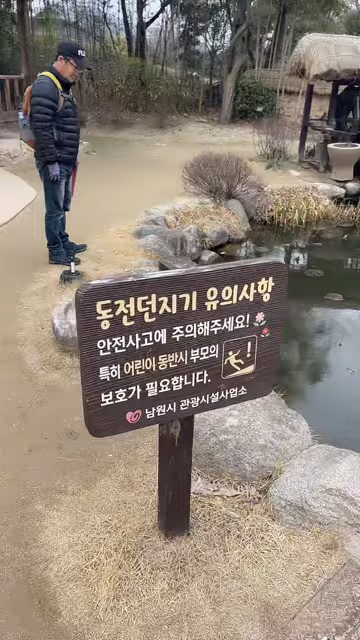 동전던지기 유의사항
안전사고에 주의해주세요!
특히 어린이 동반시 부모의
보호가 필요합니다.
남원시 관광시설사업소